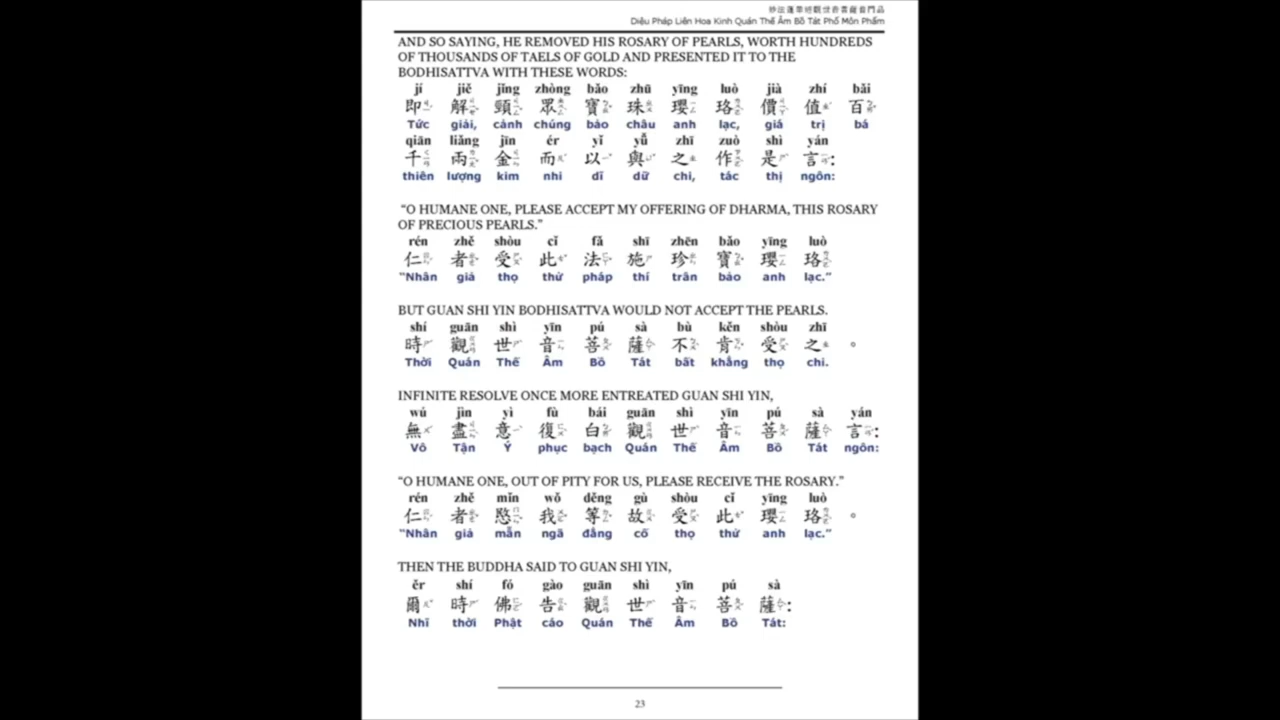 妙法蓮華經觀世音菩薩普門品
Diệu Pháp Liên Hoa Kinh Quán Thế Âm Bồ Tát Phổ Môn Phẩm
AND SO SAYING, HE REMOVED HIS ROSARY OF PEARLS, WORTH HUNDREDS
OF THOUSANDS OF TAELS OF GOLD AND PRESENTED IT TO THE
BODHISATTVA WITH THESE WORDS:
jí jiě jǐng zhòng bǎo zhū yīng luò jià zhí bǎi
即 解 頸 眾 寶 珠 瓔 珞 價 值 百
Tức giải, cảnh chúng bảo châu anh lạc, giá trị bá
qiān liǎng jīn ér yǐ yǔ zhī zuò shì yán
千 兩 金 而 以 與 之 作 是 言：
thiên lượng kim nhi dĩ dữ chi, tác thị ngôn:
“O HUMANE ONE, PLEASE ACCEPT MY OFFERING OF DHARMA, THIS ROSARY
OF PRECIOUS PEARLS.”
rén zhě shòu cǐ fǎ shī zhēn bǎo yīng luò
仁 者 受 此 法 施 珍 寶 瓔 珞
“Nhân giả thọ thử pháp thí trân bảo anh lạc.”
BUT GUAN SHI YIN BODHISATTVA WOULD NOT ACCEPT THE PEARLS.
shí guān shì yīn pú sà bù kěn shòu zhī
時 觀 世 音 菩 薩 不 肯 受 之 。
Thời Quán Thế Âm Bồ Tát bất khẳng thọ chi.
INFINITE RESOLVE ONCE MORE ENTREATED GUAN SHI YIN,
wú jìn yì fù bái guān shì yīn pú sà yán
無 盡 意 復 白 觀 世 音 菩 薩 言：
Vô Tận Ý phục bạch Quán Thế Âm Bồ Tát ngôn:
“O HUMANE ONE, OUT OF PITY FOR US, PLEASE RECEIVE THE ROSARY.”
rén zhě mǐn wǒ děng gù shòu cǐ yīng luò
仁 者 愍 我 等 故 受 此 瓔 珞 。
“Nhân giả mẫn ngã đẳng cố thọ thử anh lạc.”
THEN THE BUDDHA SAID TO GUAN SHI YIN,
ěr shí fó gào guān shì yīn pú sà
爾 時 佛 告 觀 世 音 菩 薩：
Nhĩ thời Phật cáo Quán Thế Âm Bồ Tát:
23